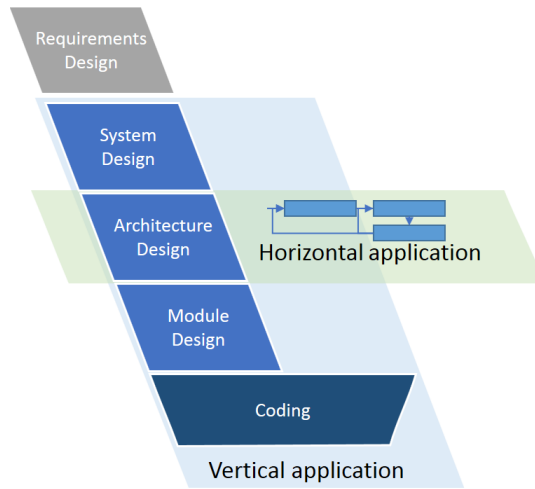 Requirements
Design
System
Design
Architecture
Design
Horizontal application
Module
Design
Coding
Vertical application